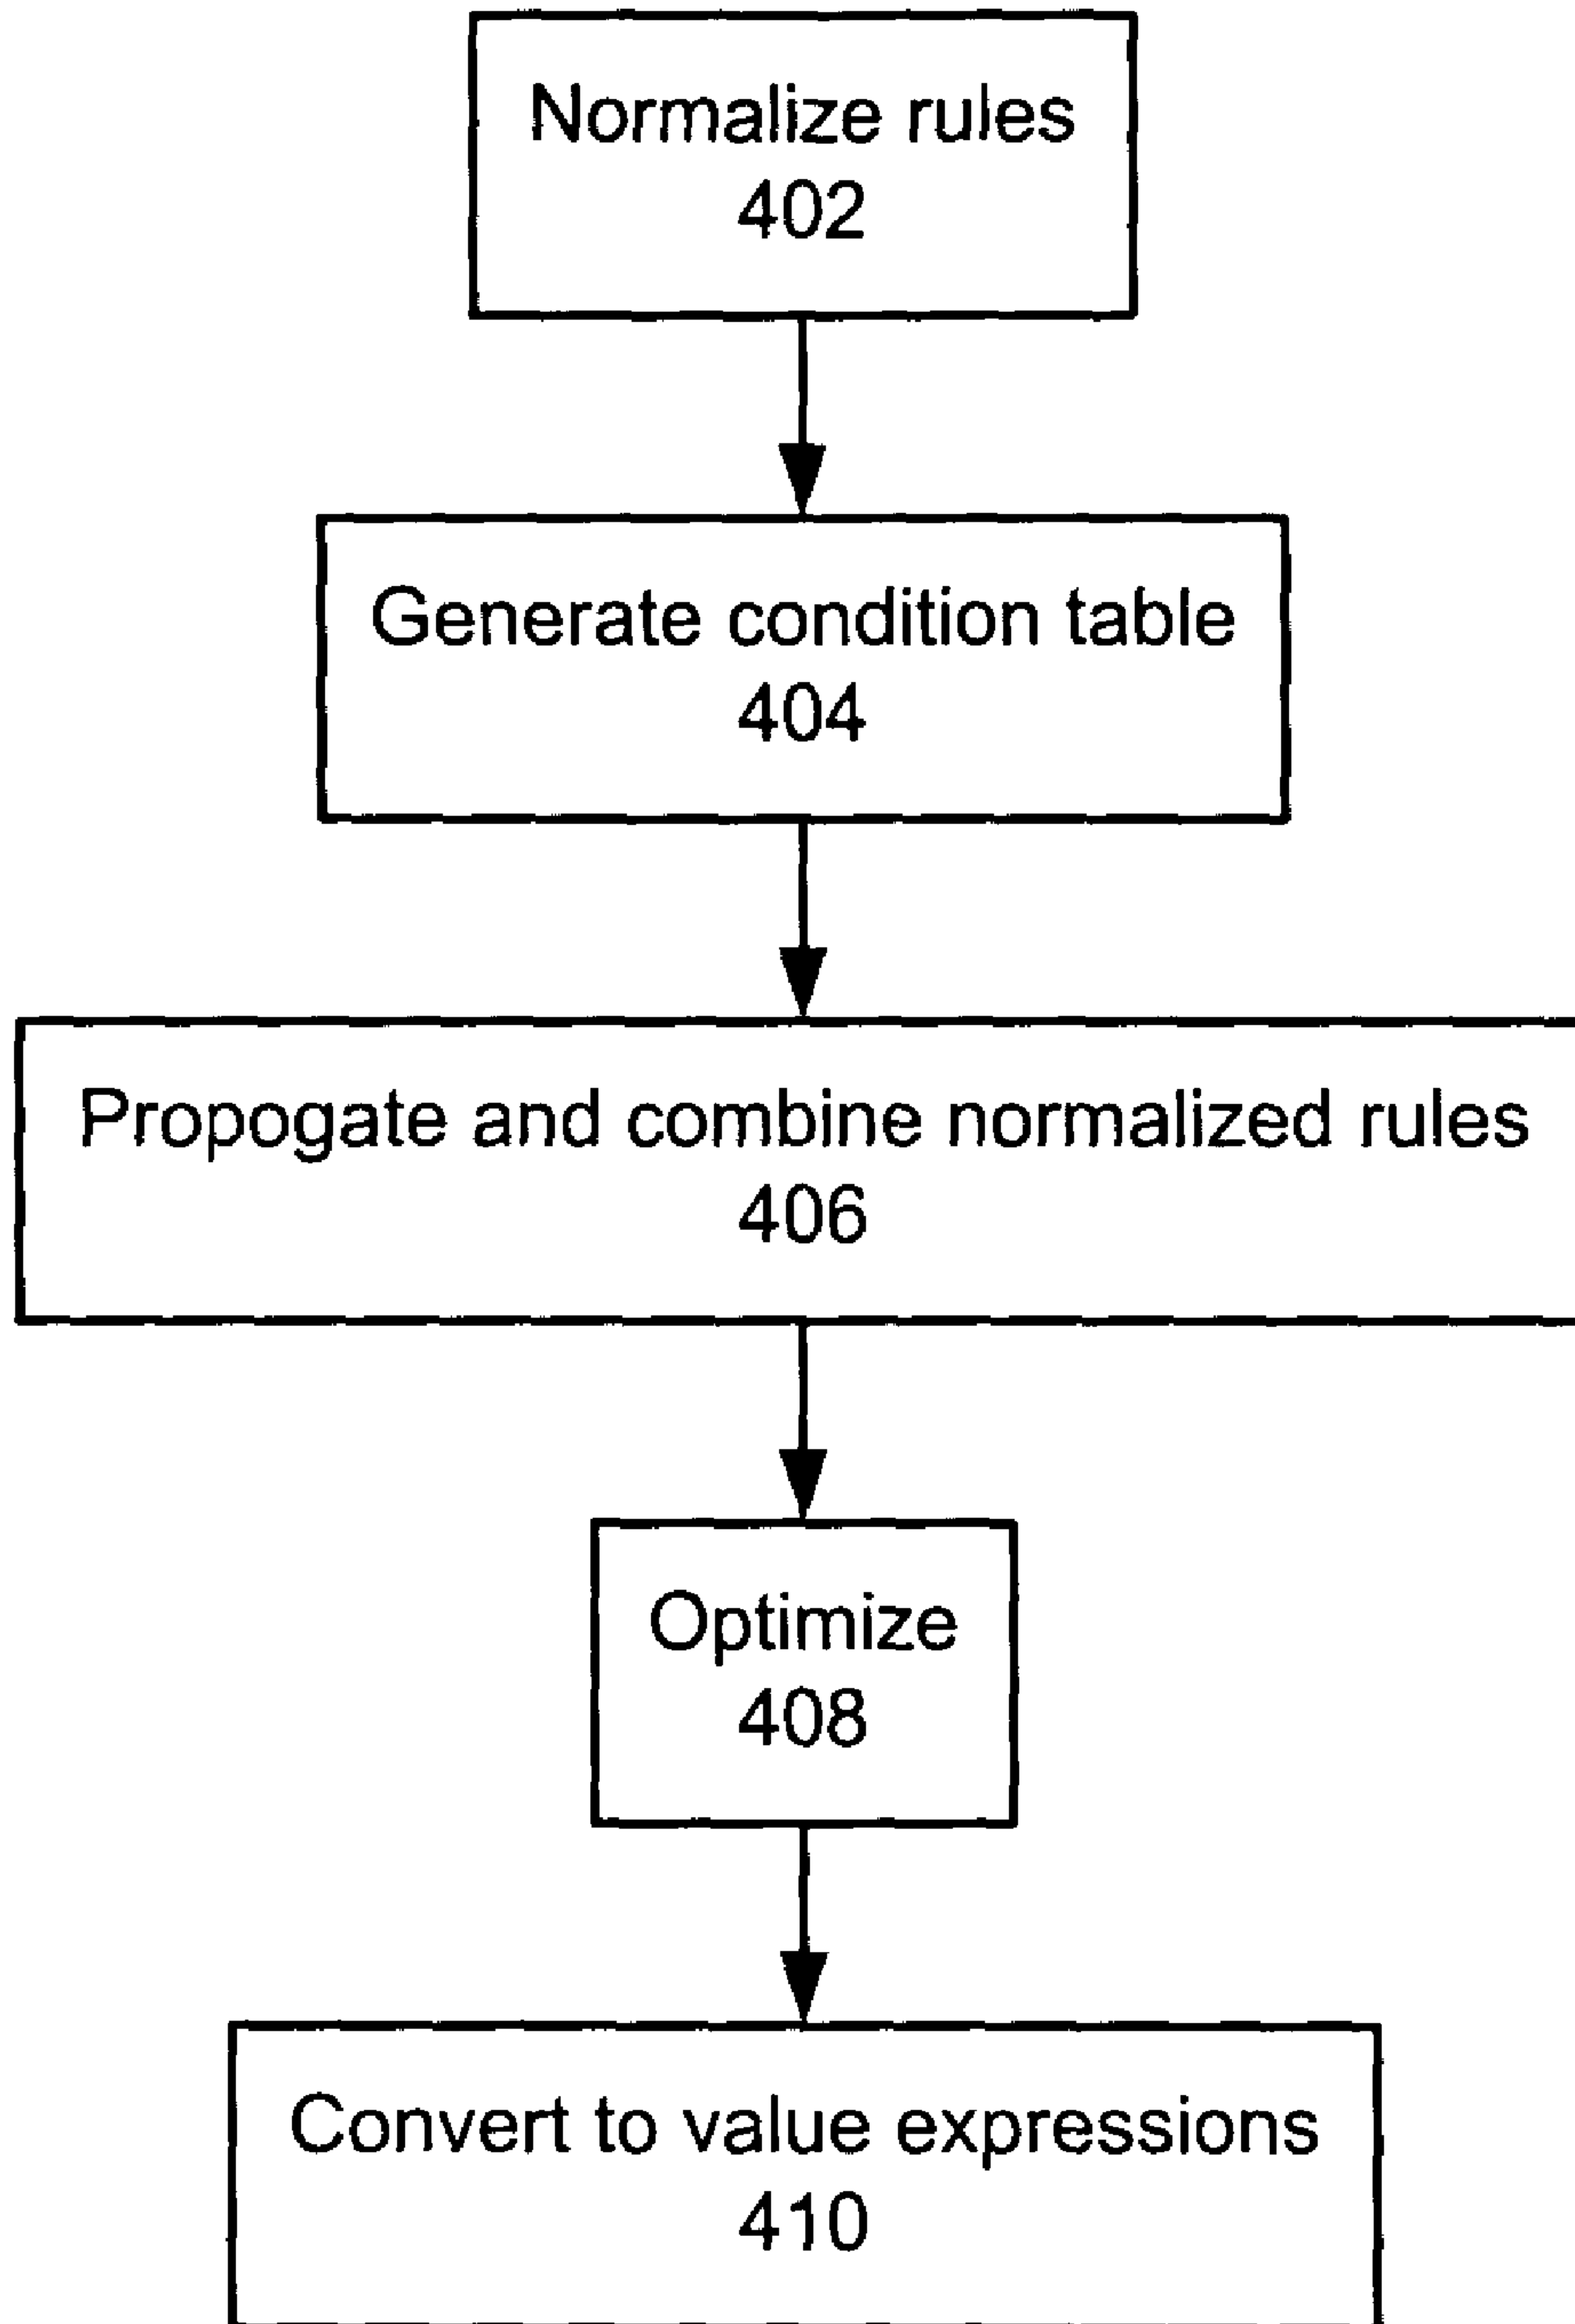 Normalize rules
402
Generate condition table
404
Propogate and combine normalized rules
406
Optimize
408
Convert to value expressions
410